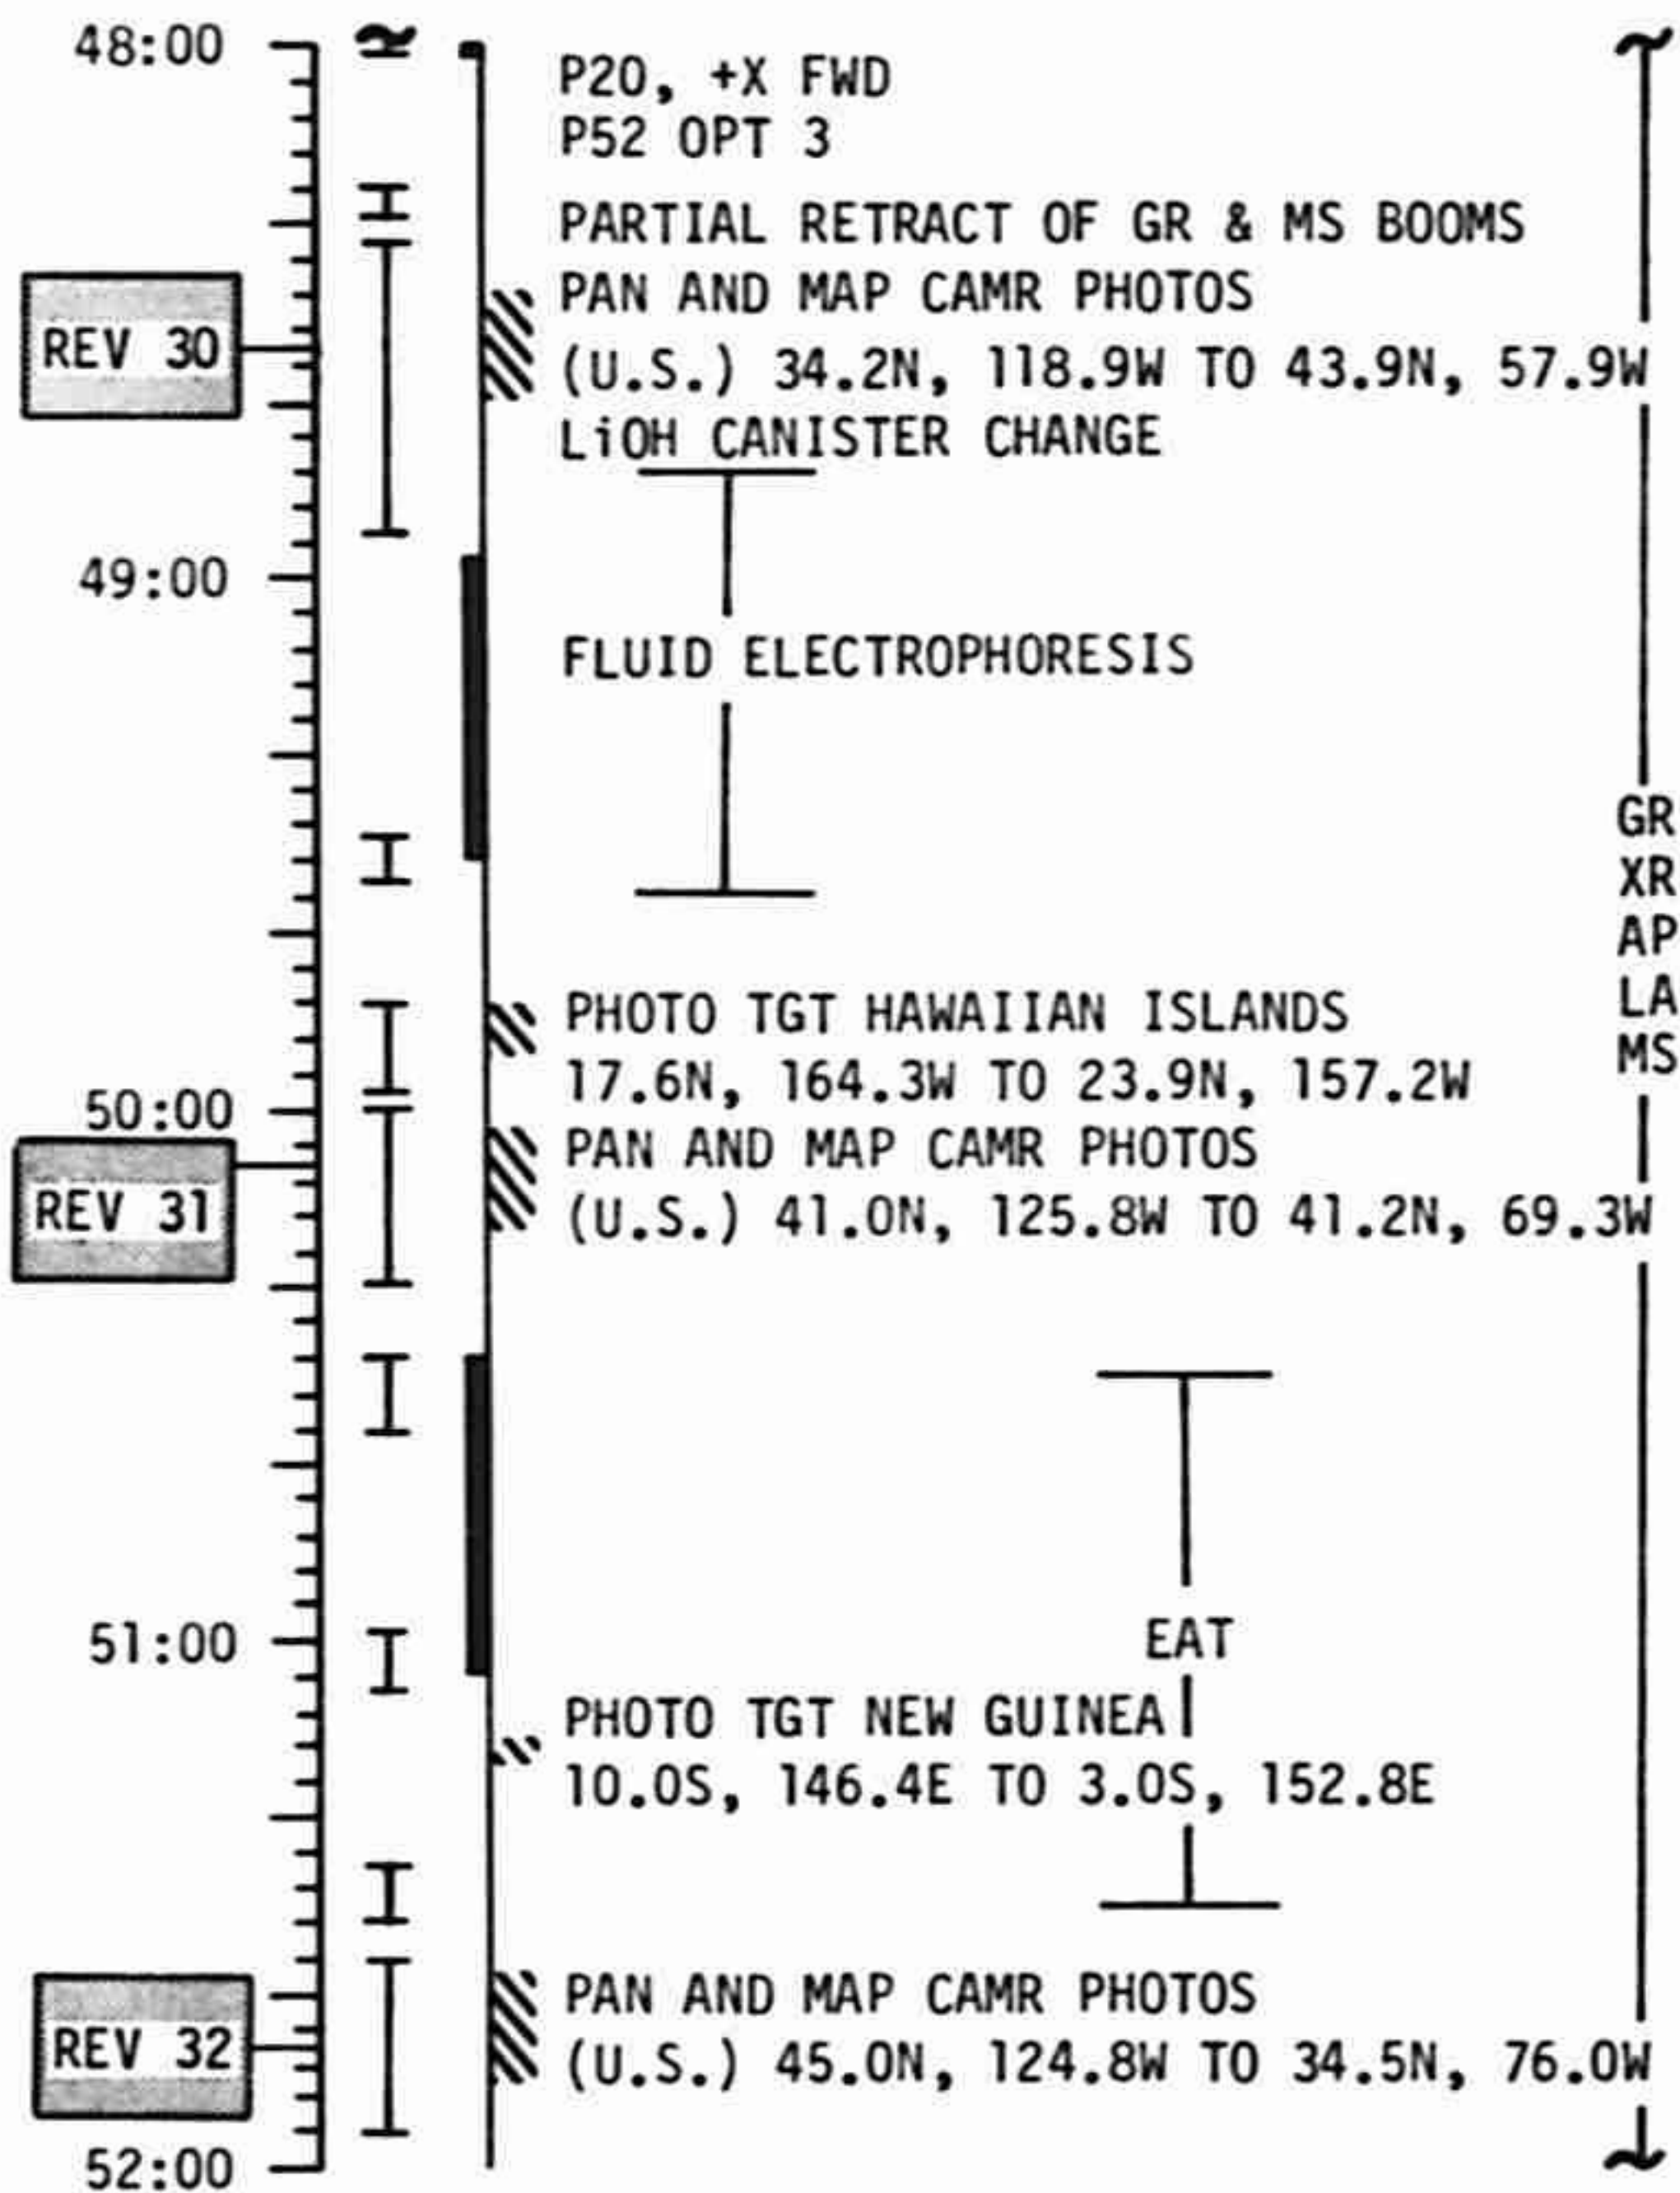 48:00
P20, +X FWD
P52 OPT 3
PARTIAL RETRACT OF GR & MS BOOMS
PAN AND MAP CAMR PHOTOS
REV 30
(U.S.) 34.2N, 118.9W TO 43.9N, 57.9W
LiOH CANISTER CHANGE
49:00
FLUID ELECTROPHORESIS
GR
XR
AP
LA
MS
PHOTO TGT HAWAIIAN ISLANDS
17.6N, 164.3W TO 23.9N, 157.2W
50:00
PAN AND MAP CAMR PHOTOS
REV 31
(U.S.) 41.0N, 125.8W TO 41.2N, 69.3W
51:00
EAT
PHOTO TGT NEW GUINEA
10.0S, 146.4E TO 3.0S, 152.8E
PAN AND MAP CAMR PHOTOS
REV 32
(U.S.) 45.0N, 124.8W TO 34.5N, 76.0W
52:00